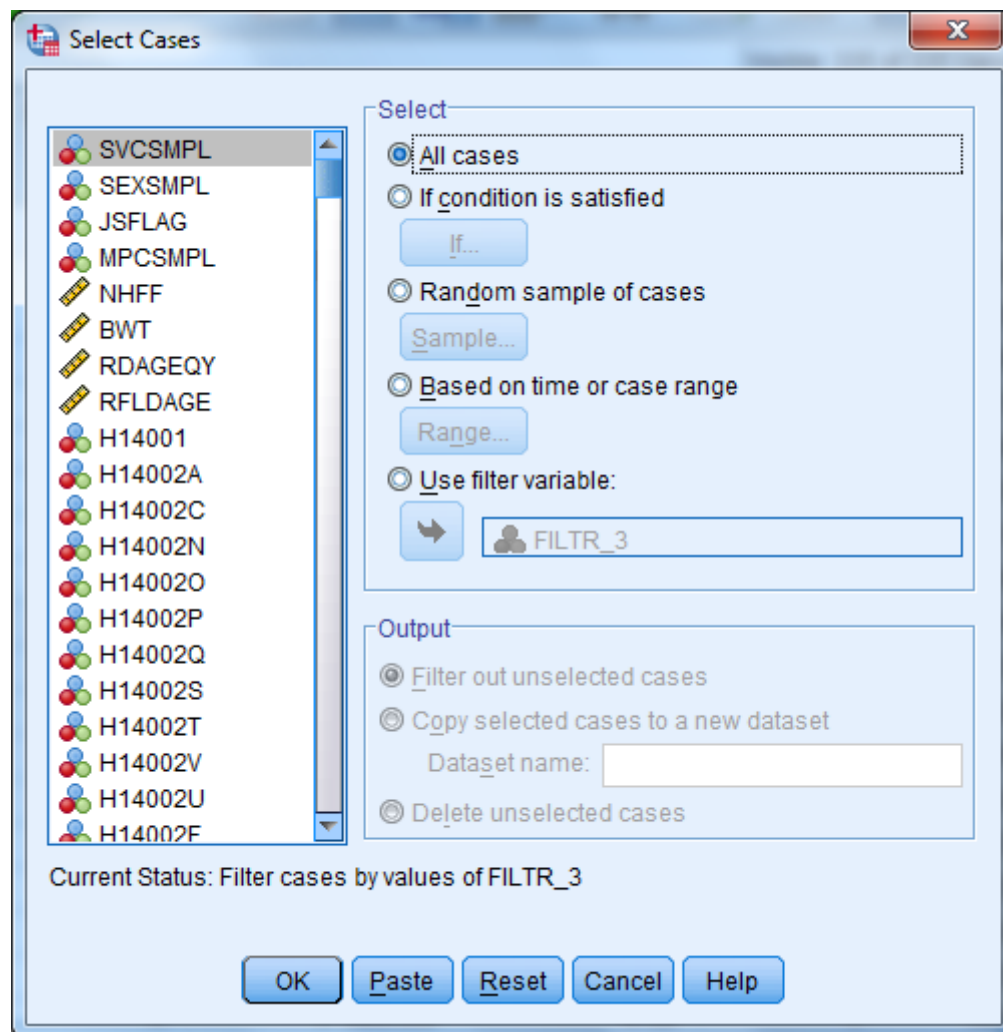 Select Cases
SVCSMPL
SEXSMPL
JSFLAG
MPCSMPL
NHFF
BWT
RDAGEQY
RFLDAGE
H14001
H14002A
H14002C
H14002N
H14002O
H14002P
H14002Q
H14002S
H14002T
H14002V
H14002U
Select
All cases
If condition is satisfied
If...
Random sample of cases
Sample...
Based on time or case range
Range...
Use filter variable:
FILTR_3
Output
Filter out unselected cases
Copy selected cases to a new dataset
Dataset name:
Delete unselected cases
Current Status: Filter cases by values of FILTR_3
OK Paste Reset Cancel Help